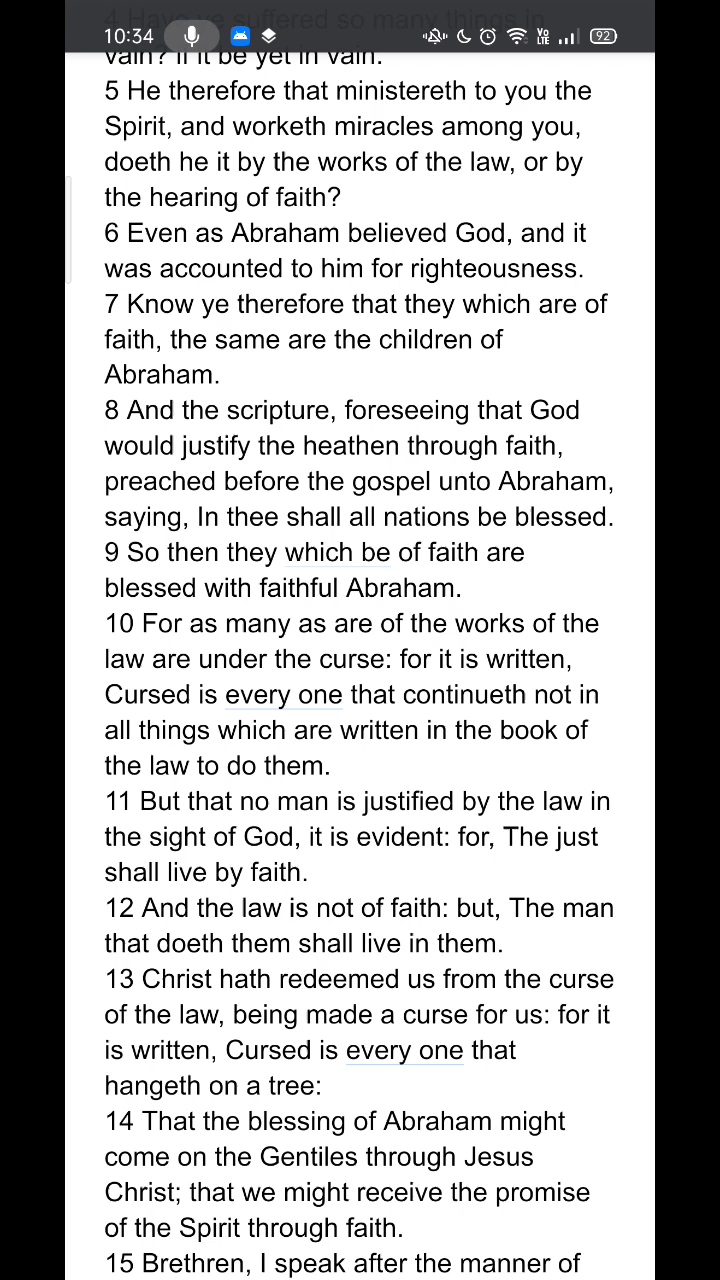 4 Have ye suffered so many things in
10:34
Vo
LTE
92
vain? if it be yet in vain.
5 He therefore that ministereth to you the
Spirit, and worketh miracles among you,
doeth he it by the works of the law, or by
the hearing of faith?
6 Even as Abraham believed God, and it
was accounted to him for righteousness.
7 Know ye therefore that they which are of
faith, the same are the children of
Abraham.
8 And the scripture, foreseeing that God
would justify the heathen through faith,
preached before the gospel unto Abraham,
saying, In thee shall all nations be blessed.
9 So then they which be of faith are
blessed with faithful Abraham.
10 For as many as are of the works of the
law are under the curse: for it is written,
Cursed is every one that continueth not in
all things which are written in the book of
the law to do them.
11 But that no man is justified by the law in
the sight of God, it is evident: for, The just
shall live by faith.
12 And the law is not of faith: but, The man
that doeth them shall live in them.
13 Christ hath redeemed us from the curse
of the law, being made a curse for us: for it
is written, Cursed is every one that
hangeth on a tree:
14 That the blessing of Abraham might
come on the Gentiles through Jesus
Christ; that we might receive the promise
of the Spirit through faith.
15 Brethren, I speak after the manner of